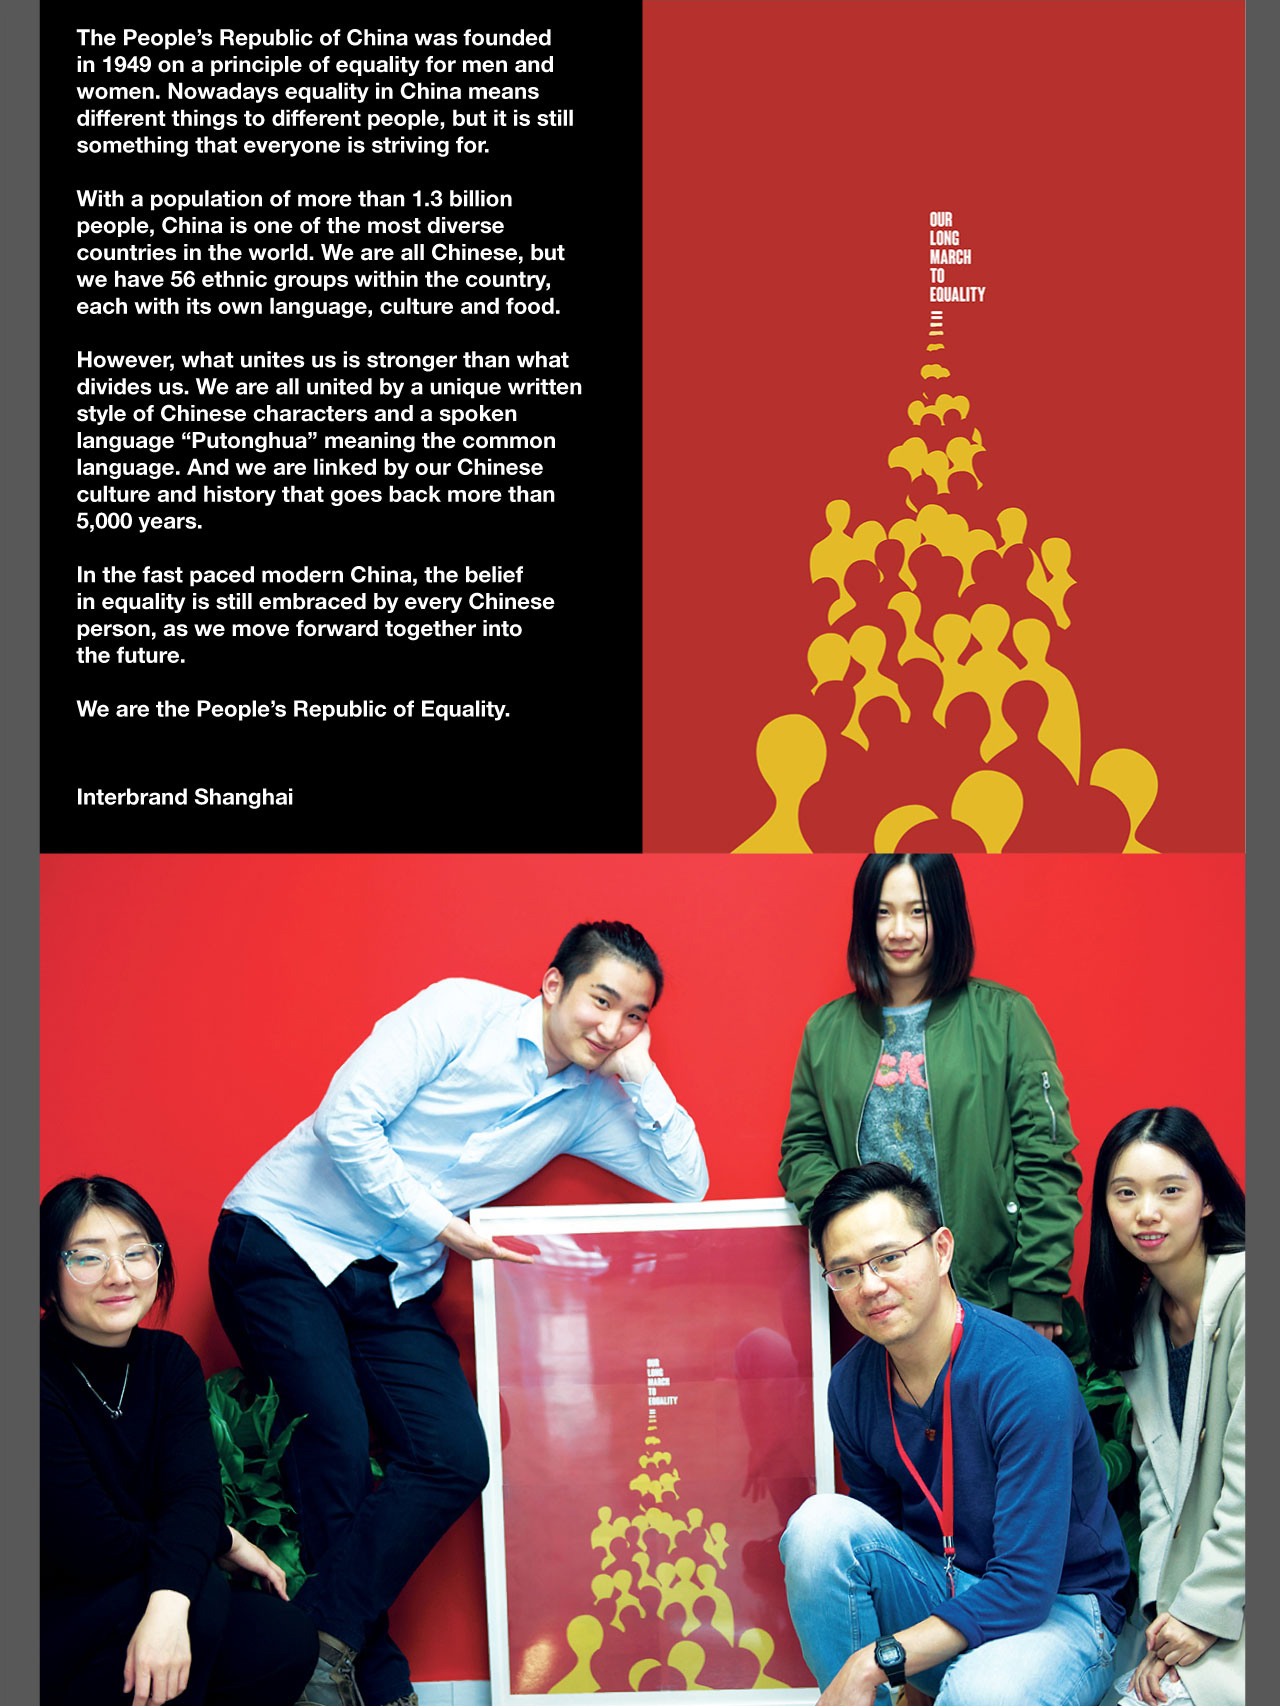 The People’s Republic of China was founded
in 1949 on a principle of equality for men and
women. Nowadays equality in China means
different things to different people, but it is still
something that everyone is striving for.
With a population of more than 1.3 billion
people, China is one of the most diverse
countries in the world. We are all Chinese, but
we have 56 ethnic groups within the country,
each with its own language, culture and food.
However, what unites us is stronger than what
divides us. We are all united by a unique written
style of Chinese characters and a spoken
language “Putonghua” meaning the common
language. And we are linked by our Chinese
culture and history that goes back more than
5,000 years.
In the fast paced modern China, the belief
in equality is still embraced by every Chinese
person, as we move forward together into
the future.
We are the People’s Republic of Equality.
Interbrand Shanghai
OUR
LONG
MARCH
TO
EQUALITY
CK
OUR
LONG
MARCH
TO
EQUALITY